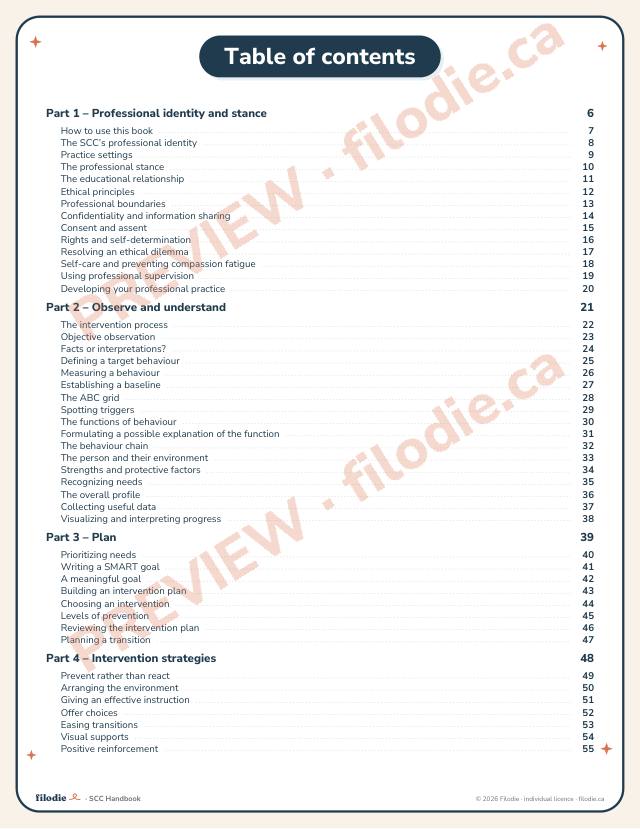 Table of contents
Part 1 – Professional identity and stance 6
How to use this book 7
The SCC's professional identity 8
Practice settings 9
The professional stance 10
The educational relationship 11
Ethical principles 12
Professional boundaries 13
Confidentiality and information sharing 14
Consent and assent 15
Rights and self-determination 16
Resolving an ethical dilemma 17
Self-care and preventing compassion fatigue 18
Using professional supervision 19
Developing your professional practice 20
Part 2 – Observe and understand 21
The intervention process 22
Objective observation 23
Facts or interpretations? 24
Defining a target behaviour 25
Measuring a behaviour 26
Establishing a baseline 27
The ABC grid 28
Spotting triggers 29
The functions of behaviour 30
Formulating a possible explanation of the function 31
The behaviour chain 32
The person and their environment 33
Strengths and protective factors 34
Recognizing needs 35
The overall profile 36
Collecting useful data 37
Visualizing and interpreting progress 38
Part 3 – Plan 39
Prioritizing needs 40
Writing a SMART goal 41
A meaningful goal 42
Building an intervention plan 43
Choosing an intervention 44
Levels of prevention 45
Reviewing the intervention plan 46
Planning a transition 47
Part 4 – Intervention strategies 48
Prevent rather than react 49
Arranging the environment 50
Giving an effective instruction 51
Offer choices 52
Easing transitions 53
Visual supports 54
Positive reinforcement 55
filodie · SCC Handbook
© 2026 Filodie · individual licence · filodie.ca
PREVIEW · filodie.ca
PREVIEW · filodie.ca